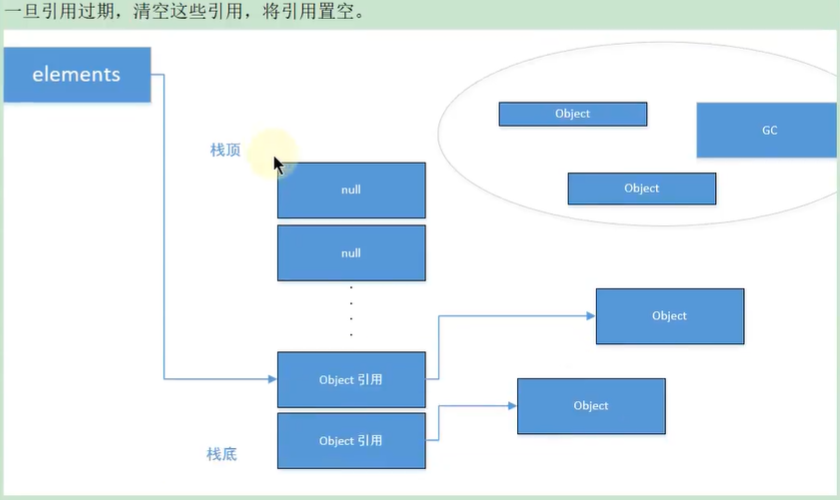 一旦引用过期，清空这些引用，将引用置空。
elements
Object
GC
栈顶
null
Object
null
Object
Object 引用
Object
Object 引用
栈底